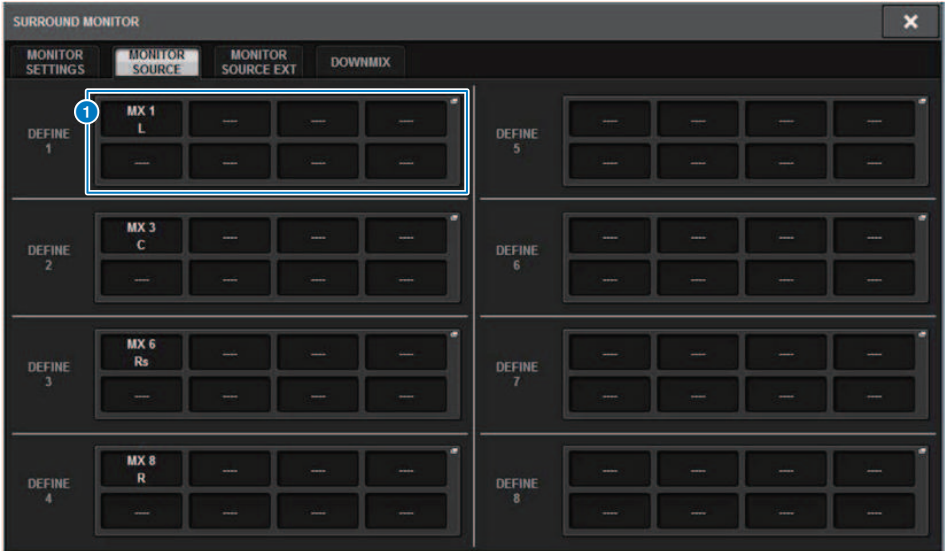 SURROUND MONITOR
×
MONITOR SETTINGS
MONITOR SOURCE
MONITOR SOURCE EXT
DOWNMIX
1
DEFINE 1
MX 1 L ---- ---- ----
---- ---- ---- ----
DEFINE 5
---- ---- ---- ----
---- ---- ---- ----
DEFINE 2
MX 3 C ---- ---- ----
---- ---- ---- ----
DEFINE 6
---- ---- ---- ----
---- ---- ---- ----
DEFINE 3
MX 6 Rs ---- ---- ----
---- ---- ---- ----
DEFINE 7
---- ---- ---- ----
---- ---- ---- ----
DEFINE 4
MX 8 R ---- ---- ----
---- ---- ---- ----
DEFINE 8
---- ---- ---- ----
---- ---- ---- ----